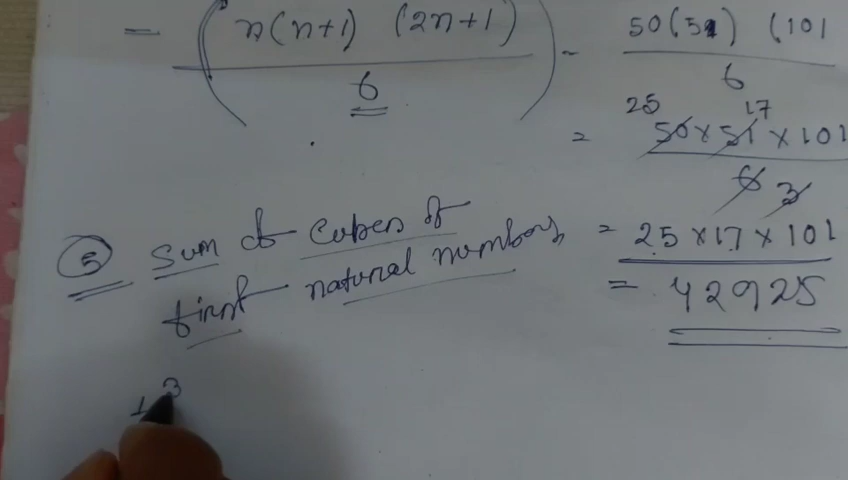 = ( n(n+1) (2n+1) / 6 ) - 50(51) (101 / 6
25 17
= 50 × 51 × 101 / 6 3
⑤ Sum of Cubes of first natural numbers
= 25 × 17 × 101
= 42925
1³